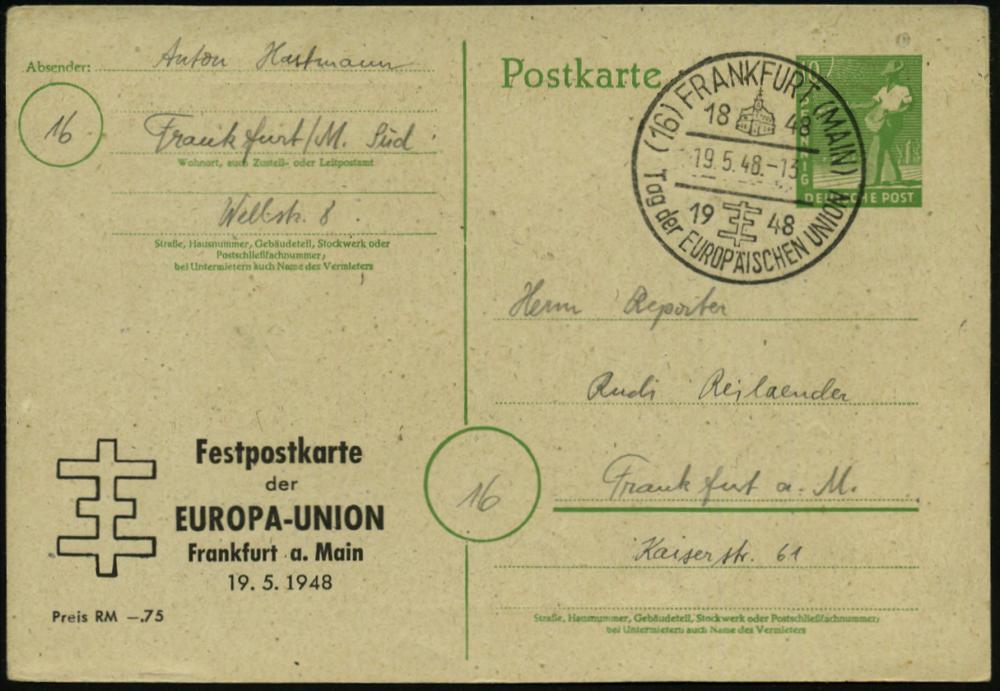 Absender: Anton Hartmann
16
Frankfurt/M. Süd
Wohnort, auch Zustell- oder Leitpostamt
Straße, Hausnummer, Gebäudeteil, Stockwerk oder
Postschließfachnummer;
bei Untermietern auch Name des Vermieters
Festpostkarte
der
EUROPA-UNION
Frankfurt a. Main
19. 5. 1948
Preis RM —.75
Postkarte
10
PFENNIG
DEUTSCHE POST
(16) FRANKFURT (MAIN)
18 48
19.5.48.-13
19 48
Tag der EUROPÄISCHEN UNION
Herrn Reporter
Rudi
16
Frankfurt a. M.
Kaiserstr. 61
Straße, Hausnummer, Gebäudeteil, Stockwerk oder Postschließfachnummer;
bei Untermietern auch Name des Vermieters